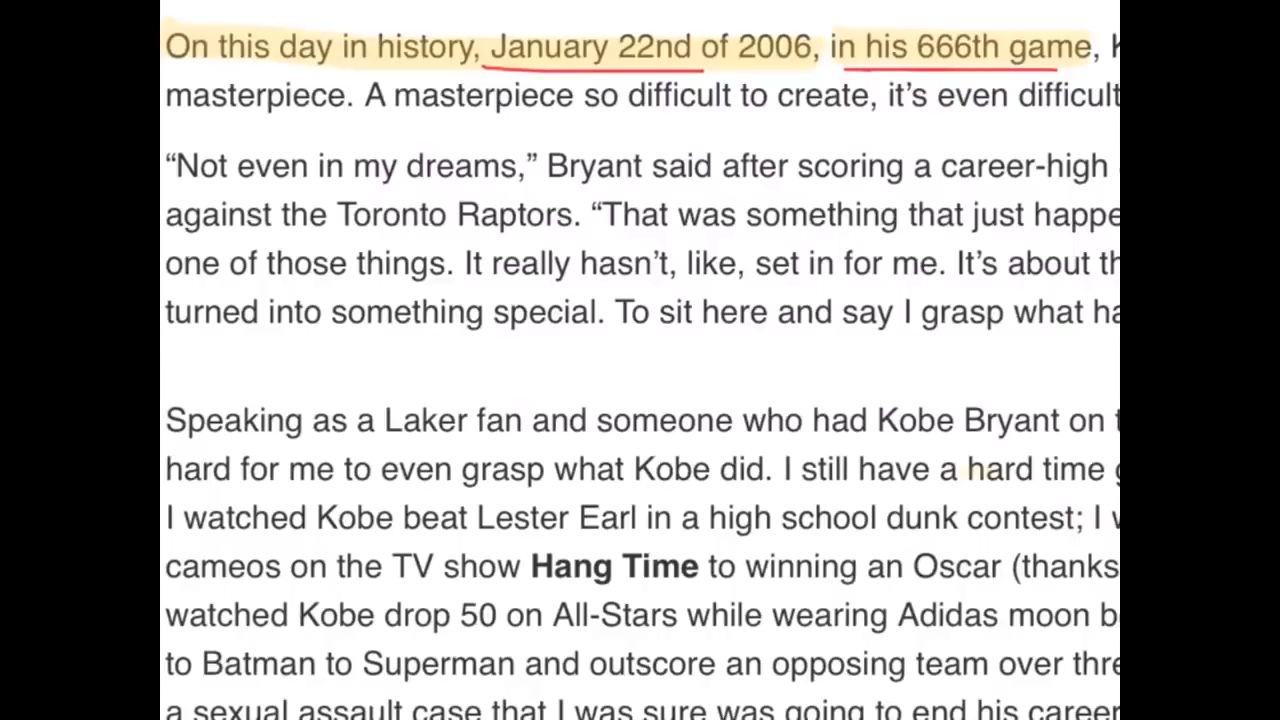 On this day in history, January 22nd of 2006, in his 666th game,
masterpiece. A masterpiece so difficult to create, it’s even difficult
“Not even in my dreams,” Bryant said after scoring a career-high
against the Toronto Raptors. “That was something that just happe
one of those things. It really hasn’t, like, set in for me. It’s about th
turned into something special. To sit here and say I grasp what ha
Speaking as a Laker fan and someone who had Kobe Bryant on
hard for me to even grasp what Kobe did. I still have a hard time
I watched Kobe beat Lester Earl in a high school dunk contest; I
cameos on the TV show Hang Time to winning an Oscar (thanks
watched Kobe drop 50 on All-Stars while wearing Adidas moon b
to Batman to Superman and outscore an opposing team over thre
a sexual assault case that I was sure was going to end his career